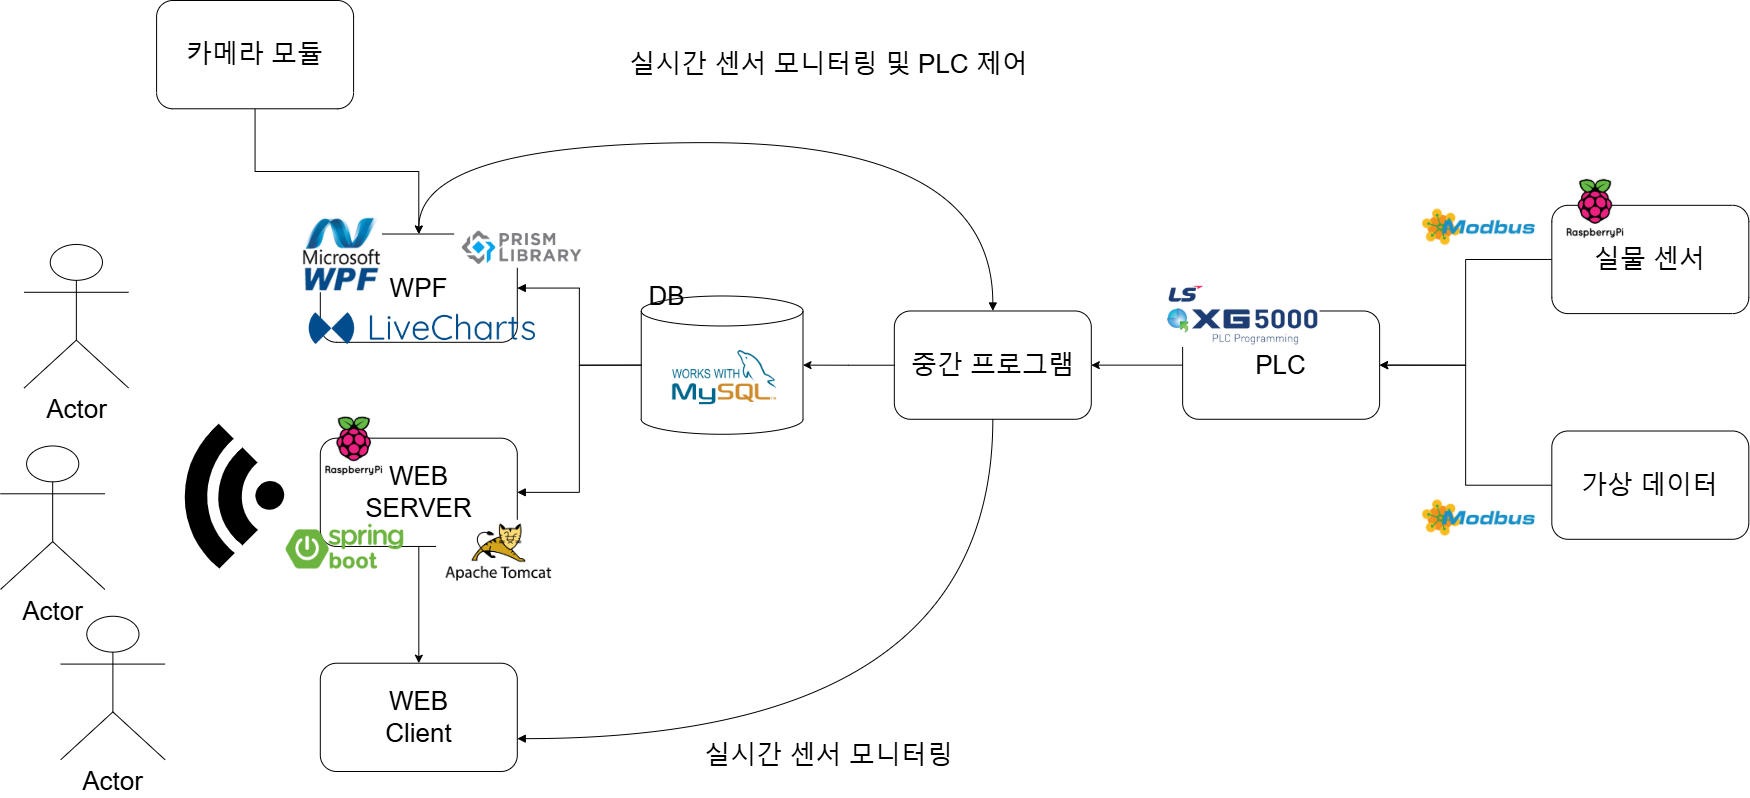 카메라 모듈
실시간 센서 모니터링 및 PLC 제어
Microsoft
WPF
PRISM
LIBRARY
WPF
LiveCharts
DB
WORKS WITH
MySQL
중간 프로그램
LS
XG5000
PLC Programming
PLC
Modbus
RaspberryPi
실물 센서
Modbus
가상 데이터
Actor
Actor
Actor
RaspberryPi
WEB
SERVER
spring
boot
Apache Tomcat
WEB
Client
실시간 센서 모니터링